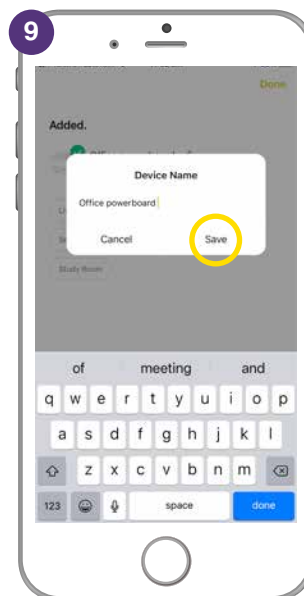 9
Done
Added.
Device Name
Office powerboard
Cancel
Save
Study Room
of meeting and
q w e r t y u i o p
a s d f g h j k l
z x c v b n m
123 space done